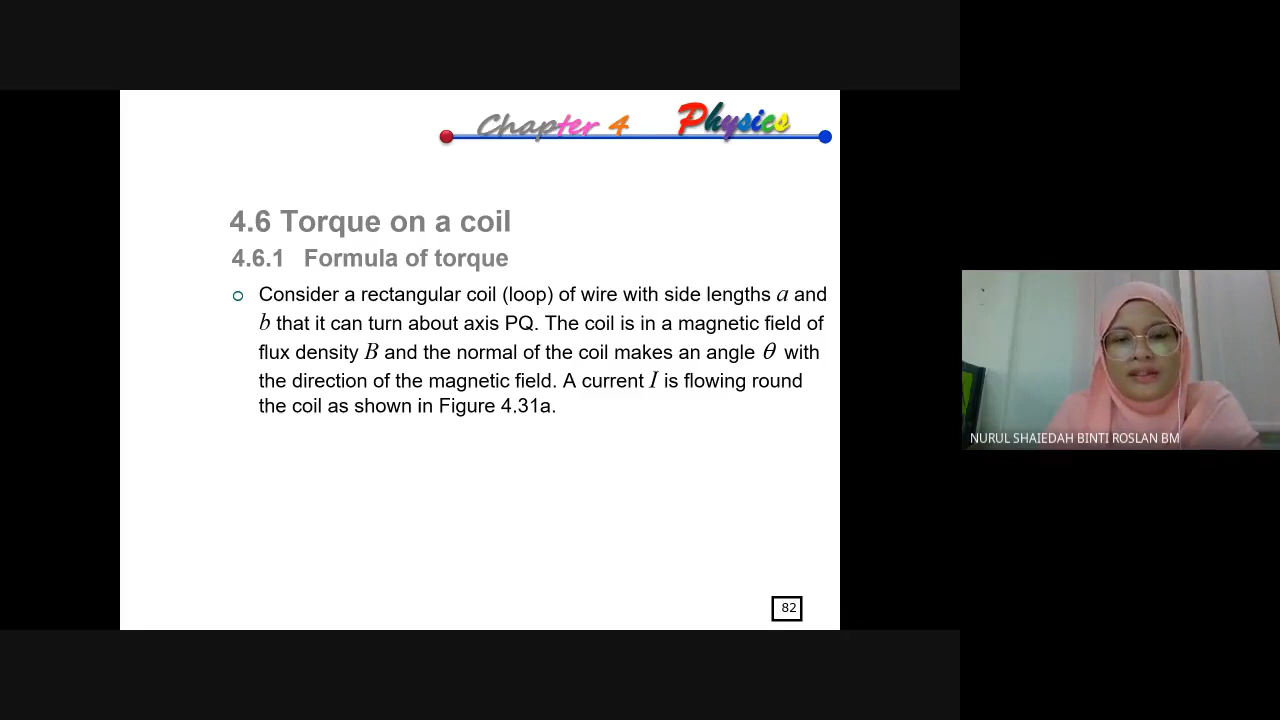 Chapter 4 Physics
4.6 Torque on a coil
4.6.1 Formula of torque
Consider a rectangular coil (loop) of wire with side lengths a and
b that it can turn about axis PQ. The coil is in a magnetic field of
flux density B and the normal of the coil makes an angle θ with
the direction of the magnetic field. A current I is flowing round
the coil as shown in Figure 4.31a.
82
NURUL SHAIEDAH BINTI ROSLAN BM